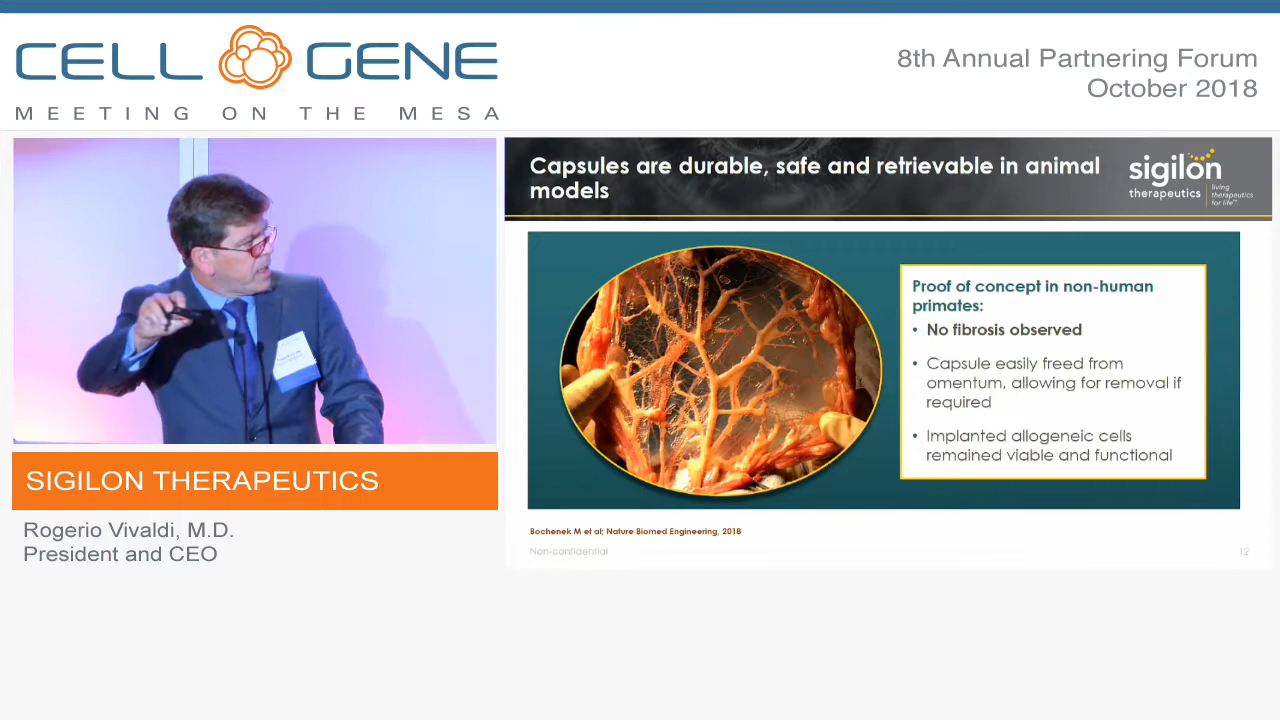 CELL GENE
MEETING ON THE MESA
8th Annual Partnering Forum
October 2018
Capsules are durable, safe and retrievable in animal
models
sigilon
therapeutics
living
therapeutics
for life™
Proof of concept in non-human
primates:
• No fibrosis observed
• Capsule easily freed from
omentum, allowing for removal if
required
• Implanted allogeneic cells
remained viable and functional
Bochenek M et al; Nature Biomed Engineering, 2018
Non-confidential
12
SIGILON THERAPEUTICS
Rogerio Vivaldi, M.D.
President and CEO